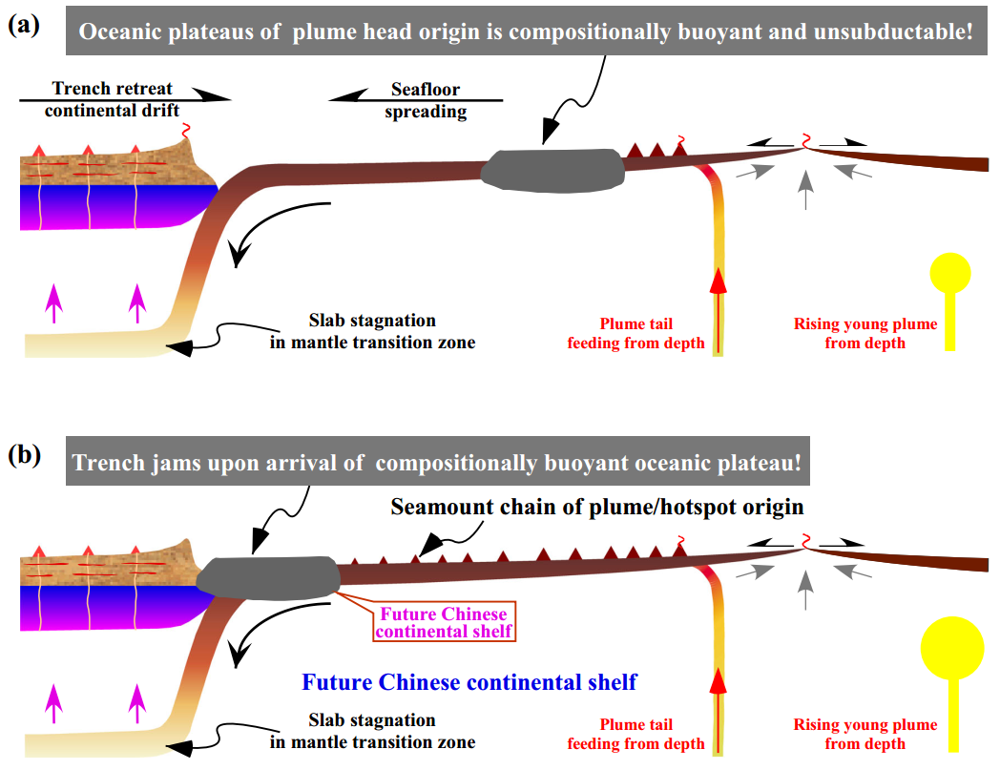 (a)
Oceanic plateaus of plume head origin is compositionally buoyant and unsubductable!
Trench retreat
continental drift
Seafloor
spreading
Slab stagnation
in mantle transition zone
Plume tail
feeding from depth
Rising young plume
from depth
(b)
Trench jams upon arrival of compositionally buoyant oceanic plateau!
Seamount chain of plume/hotspot origin
Future Chinese
continental shelf
Future Chinese continental shelf
Slab stagnation
in mantle transition zone
Plume tail
feeding from depth
Rising young plume
from depth